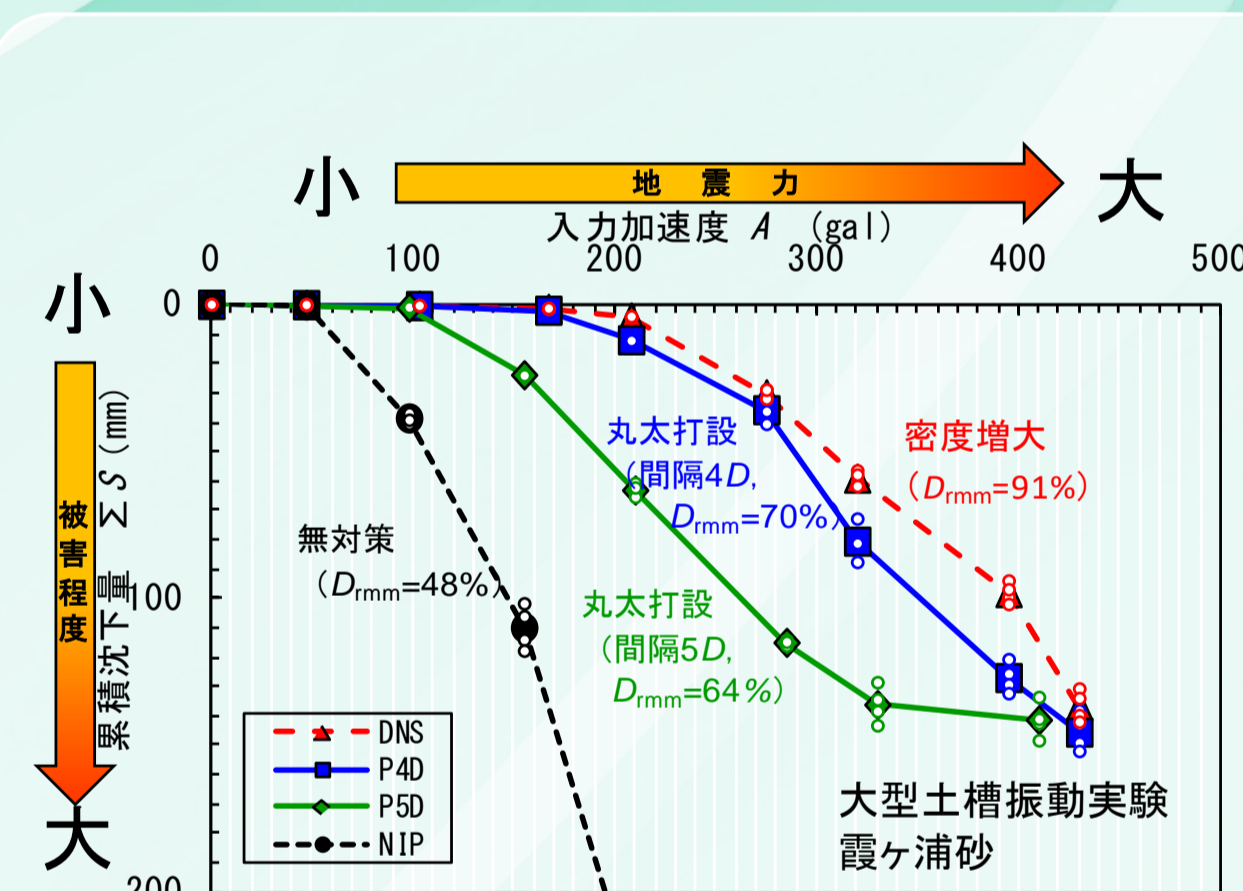 小 地 震 力 大
入力加速度 A (gal)
0 100 200 300 400 500
小
0
100
200
被害程度
累積沈下量 ΣS (mm)
大
丸太打設
(間隔4D,
Drmm=70%)
密度増大
(Drmm=91%)
無対策
(Drmm=48%)
丸太打設
(間隔5D,
Drmm=64%)
DNS
P4D
P5D
NIP
大型土槽振動実験
霞ヶ浦砂